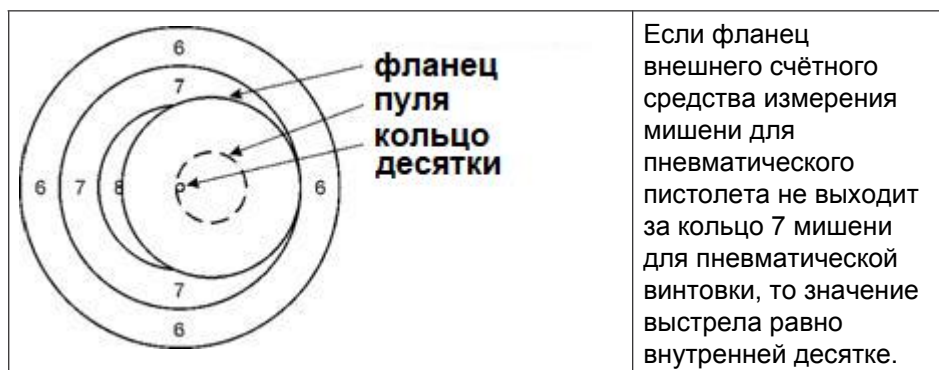 6
7
фланец
пуля
кольцо
десятки
6 7 8 6
7
6
Если фланец
внешнего счётного
средства измерения
мишени для
пневматического
пистолета не выходит
за кольцо 7 мишени
для пневматической
винтовки, то значение
выстрела равно
внутренней десятке.